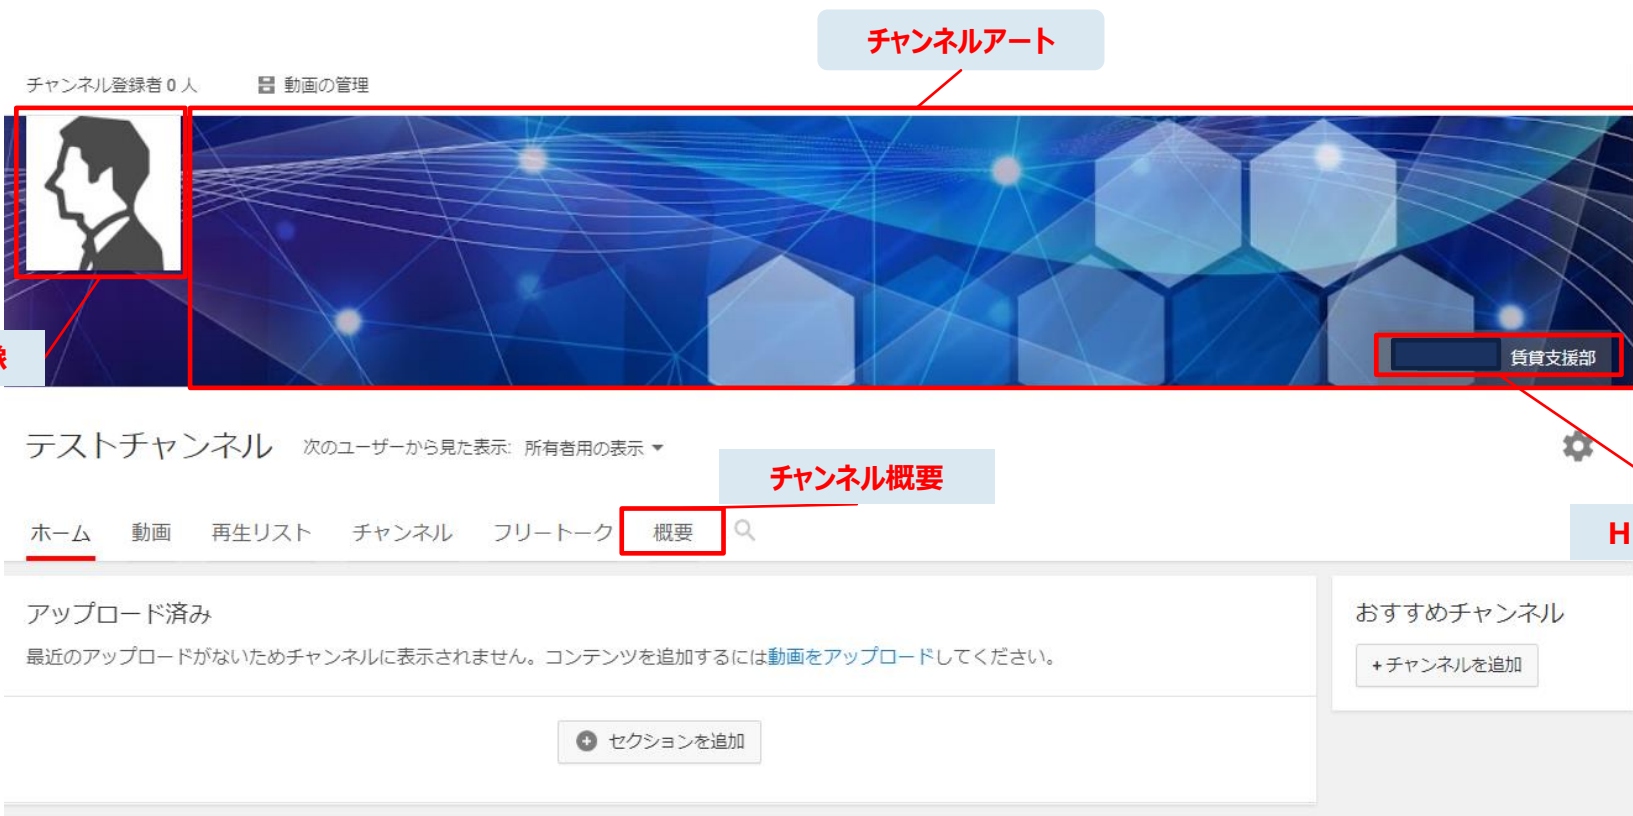 チャンネルアート
チャンネル登録者 0 人 動画の管理
像
賃貸支援部
テストチャンネル 次のユーザーから見た表示: 所有者用の表示
チャンネル概要
ホーム 動画 再生リスト チャンネル フリートーク 概要
H
アップロード済み
最近のアップロードがないためチャンネルに表示されません。コンテンツを追加するには動画をアップロードしてください。
おすすめチャンネル
+チャンネルを追加
セクションを追加